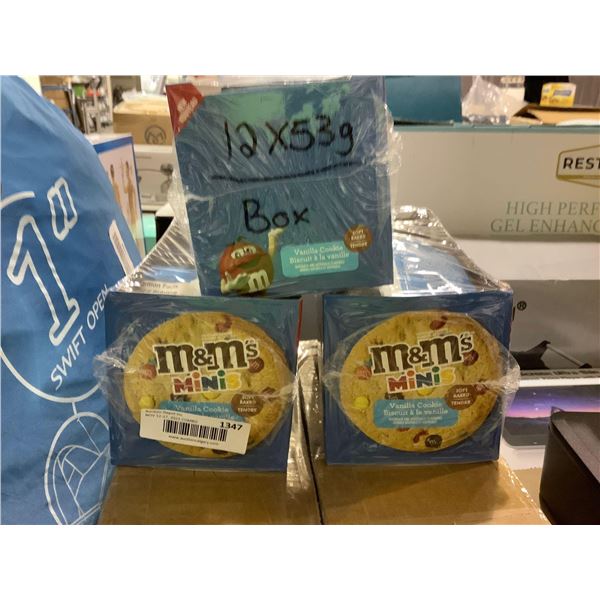 12X53g
Box
m
Vanilla Cookie
Biscuit à la vanille
SOFT
BAKED
TENDRE
1"
SWIFT OPEN
REST
HIGH PERF
GEL ENHANC
m&m's
MINIS
Vanilla Cookie
SOFT
BAKED
TENDRE
1347
m&m's
MINIS
Vanilla Cookie
Biscuit à la vanille
SOFT
BAKED
TENDRE